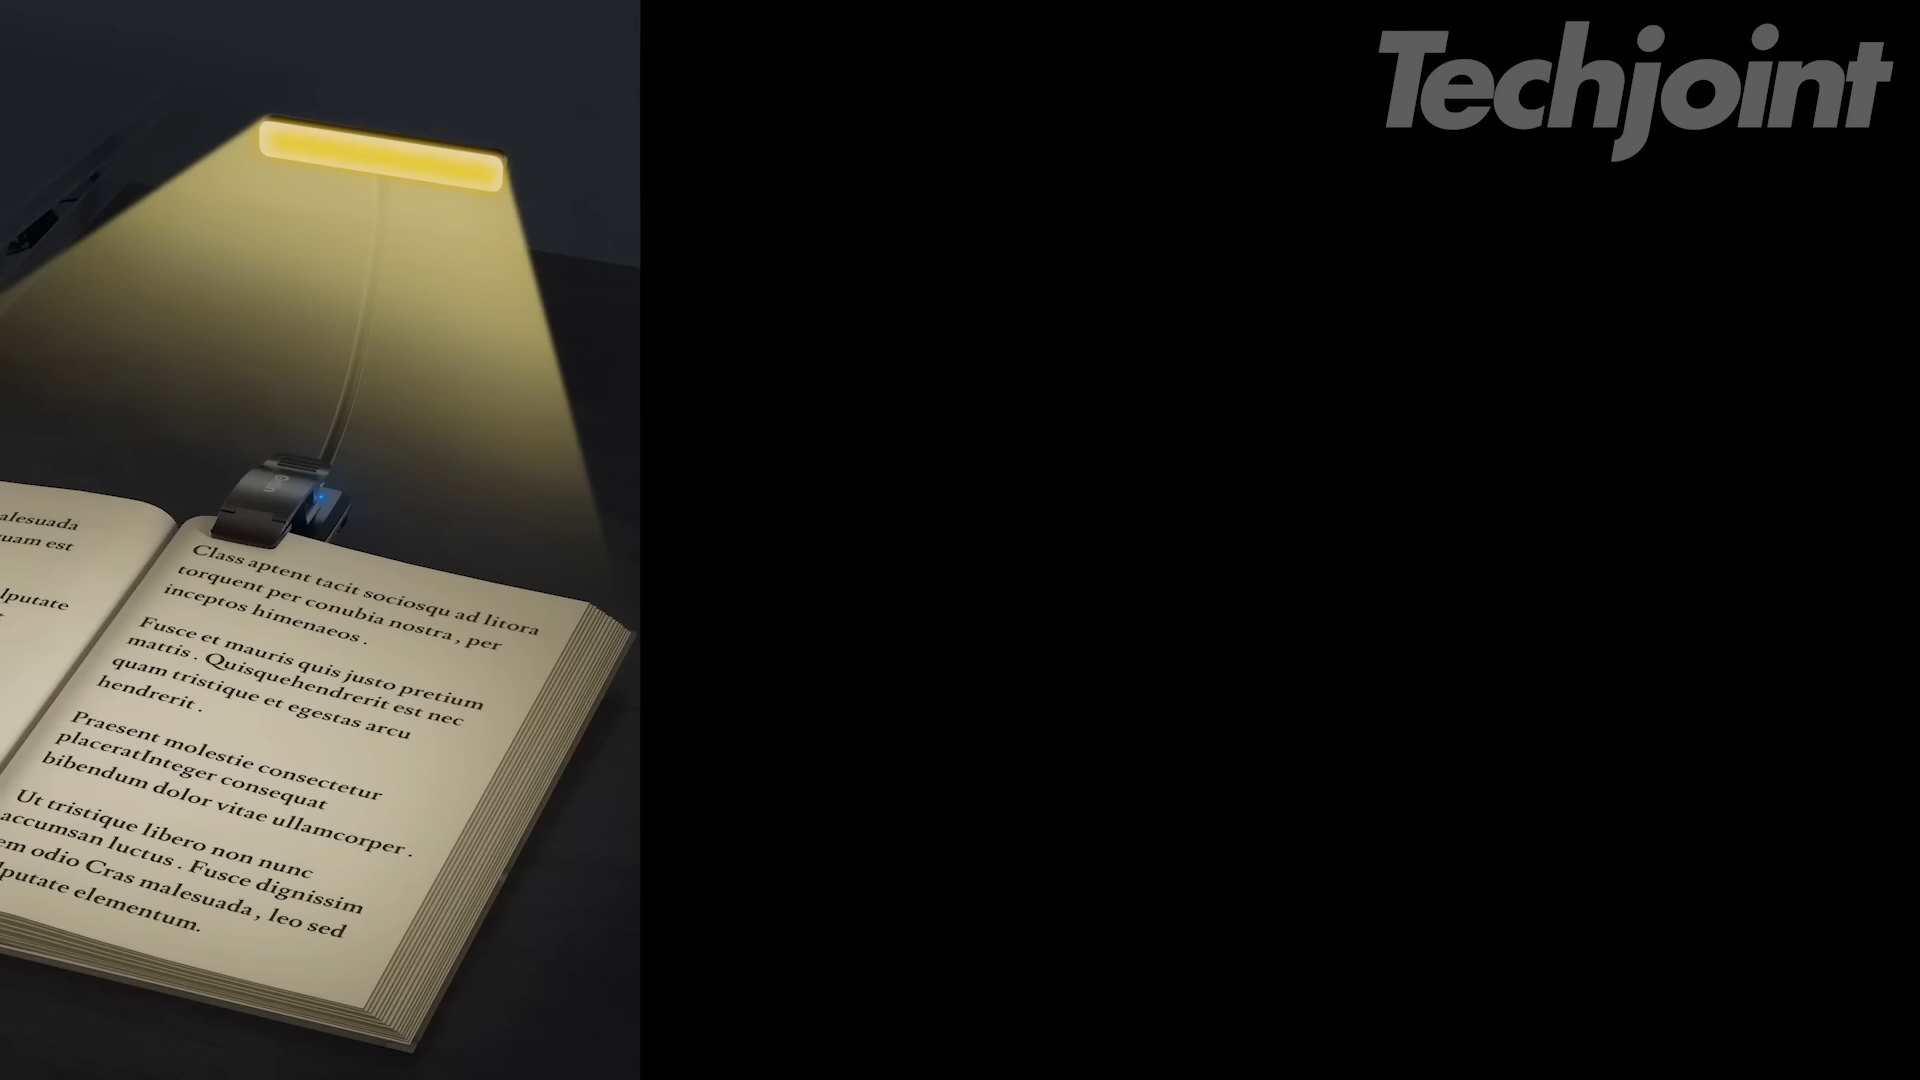 Techjoint
alesuada
uam est
lputate
Class aptent tacit sociosqu ad litora
torquent per conubia nostra , per
inceptos himenaeos .
Fusce et mauris quis justo pretium
mattis . Quisquehendrerit est nec
quam tristique et egestas arcu
hendrerit .
Praesent molestie consectetur
placeratInteger consequat
bibendum dolor vitae ullamcorper .
Ut tristique libero non nunc
accumsan luctus . Fusce dignissim
em odio Cras malesuada , leo sed
lputate elementum.